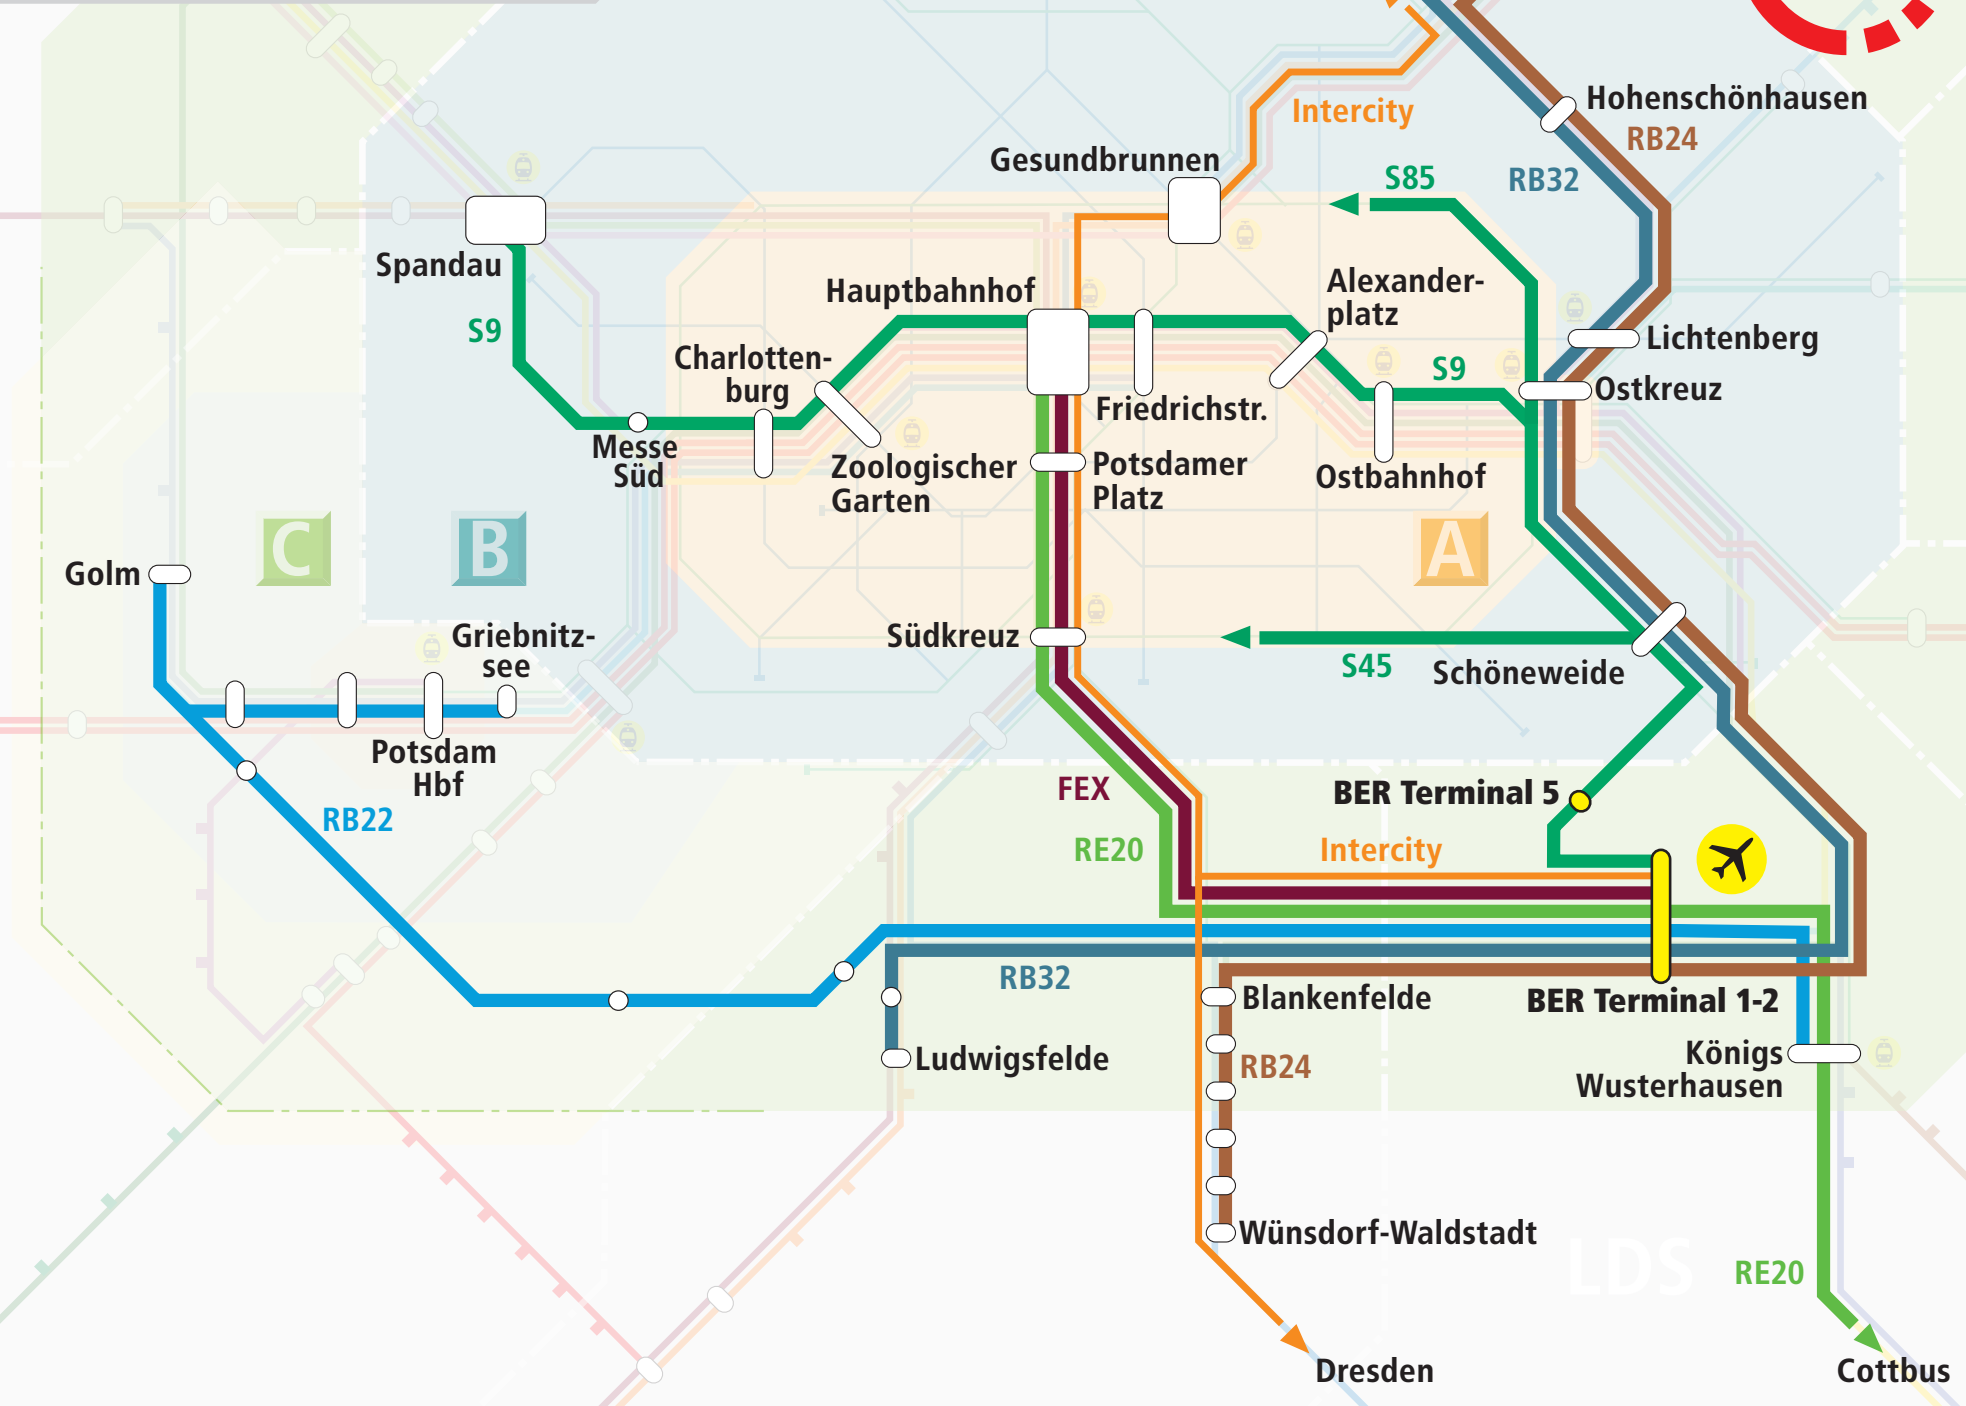 Hohenschönhausen
Intercity
RB24
Gesundbrunnen
RB32
S85
Spandau
Alexander-
platz
Hauptbahnhof
S9
Lichtenberg
Charlotten-
burg
S9
Ostkreuz
Friedrichstr.
Messe
Süd
Zoologischer
Garten
Potsdamer
Platz
Ostbahnhof
C
B
A
Golm
Griebnitz-
see
Südkreuz
S45
Schöneweide
Potsdam
Hbf
FEX
BER Terminal 5
RB22
RE20
Intercity
RB32
Blankenfelde
BER Terminal 1-2
Ludwigsfelde
RB24
Königs
Wusterhausen
Wünsdorf-Waldstadt
LDS
RE20
Dresden
Cottbus